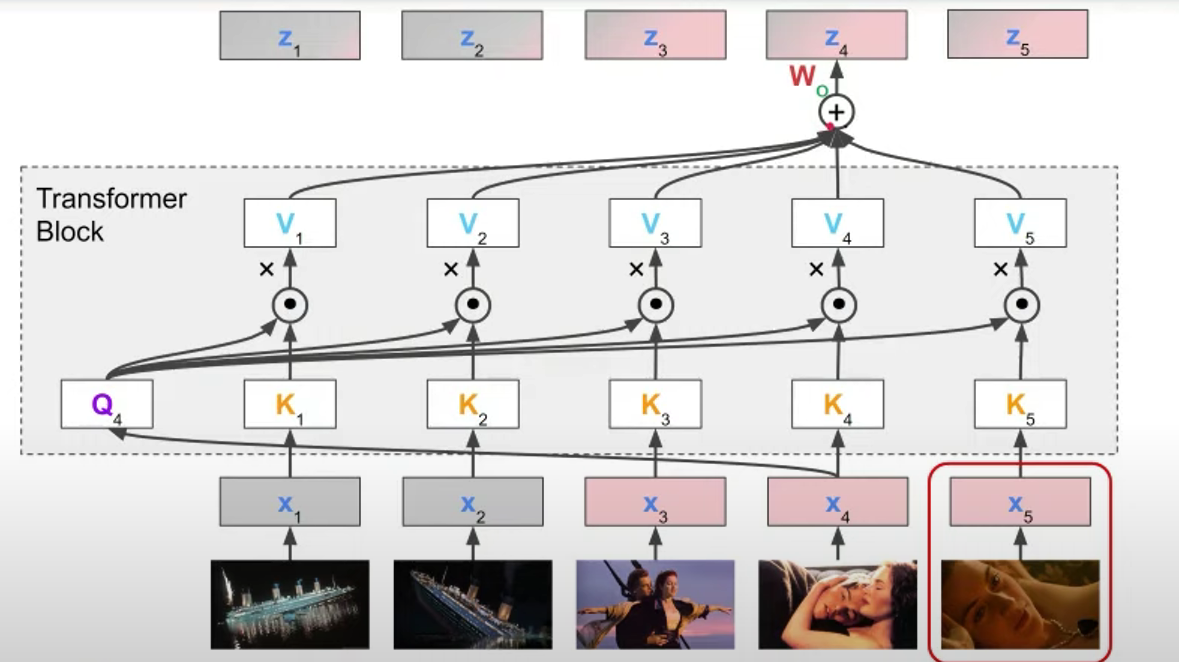 z1 z2 z3 z4 z5
Wo
+
Transformer
Block
V1 V2 V3 V4 V5
× × × × ×
Q4 K1 K2 K3 K4 K5
x1 x2 x3 x4 x5